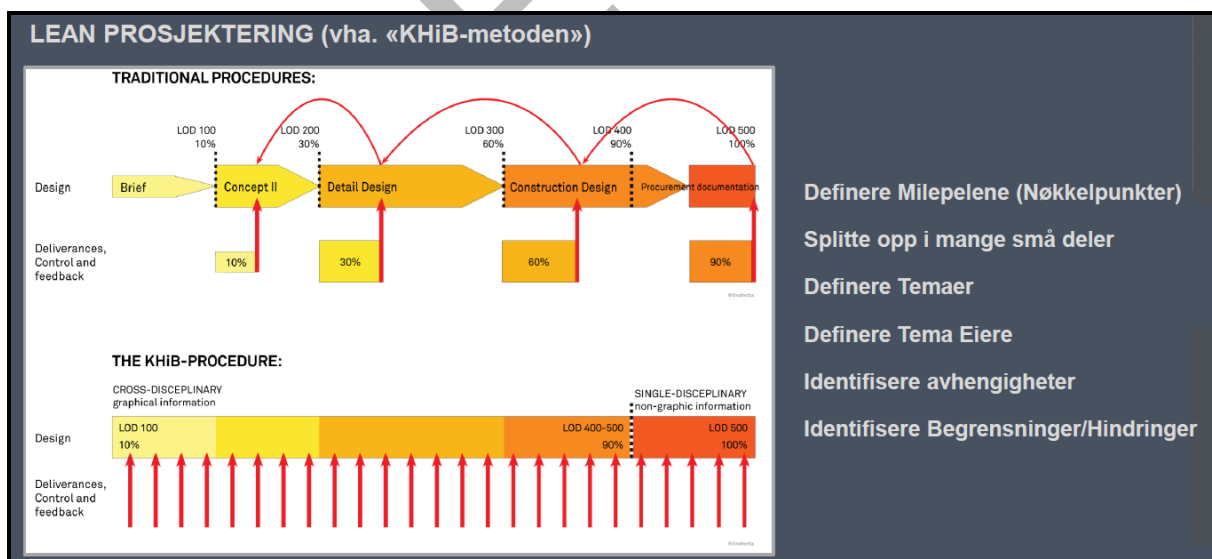 LEAN PROSJEKTERING (vha. «KHiB-metoden»)
TRADITIONAL PROCEDURES:
LOD 100
10%
LOD 200
30%
LOD 300
60%
LOD 400
90%
LOD 500
100%
Design
Brief
Concept II
Detail Design
Construction Design
Procurement documentation
Deliverances,
Control and
feedback
10%
30%
60%
90%
THE KHiB-PROCEDURE:
CROSS-DISCEPLINARY
graphical information
SINGLE-DISCEPLINARY
non-graphic information
Design
LOD 100
10%
LOD 400-500
90%
LOD 500
100%
Deliverances,
Control and
feedback
Definere Milepelene (Nøkkelpunkter)
Splitte opp i mange små deler
Definere Temaer
Definere Tema Eiere
Identifisere avhengigheter
Identifisere Begrensninger/Hindringer